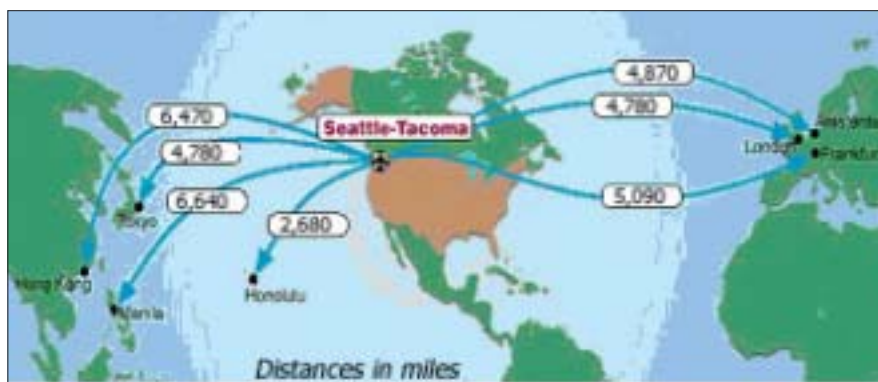 4,870
6,470
4,780
Seattle-Tacoma
London
Frankfurt
4,780
6,640
5,090
Tokyo
2,680
Hong Kong
Honolulu
Manila
Distances in miles